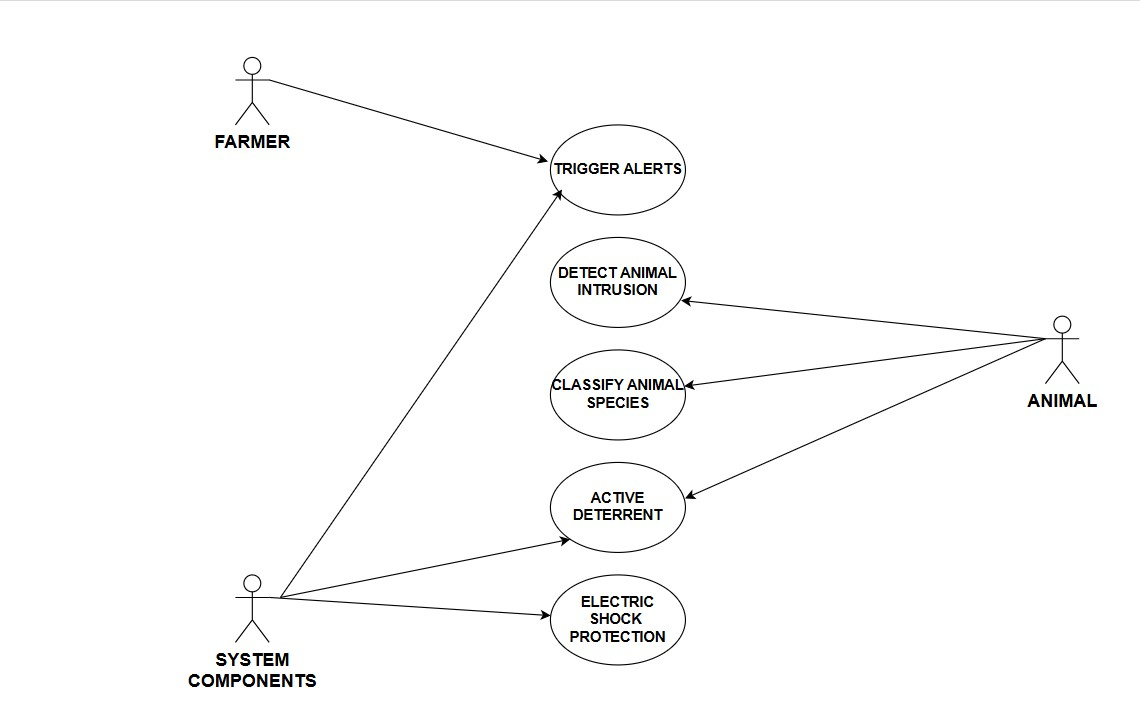 FARMER
TRIGGER ALERTS
DETECT ANIMAL
INTRUSION
CLASSIFY ANIMAL
SPECIES
ANIMAL
ACTIVE
DETERRENT
ELECTRIC
SHOCK
PROTECTION
SYSTEM
COMPONENTS